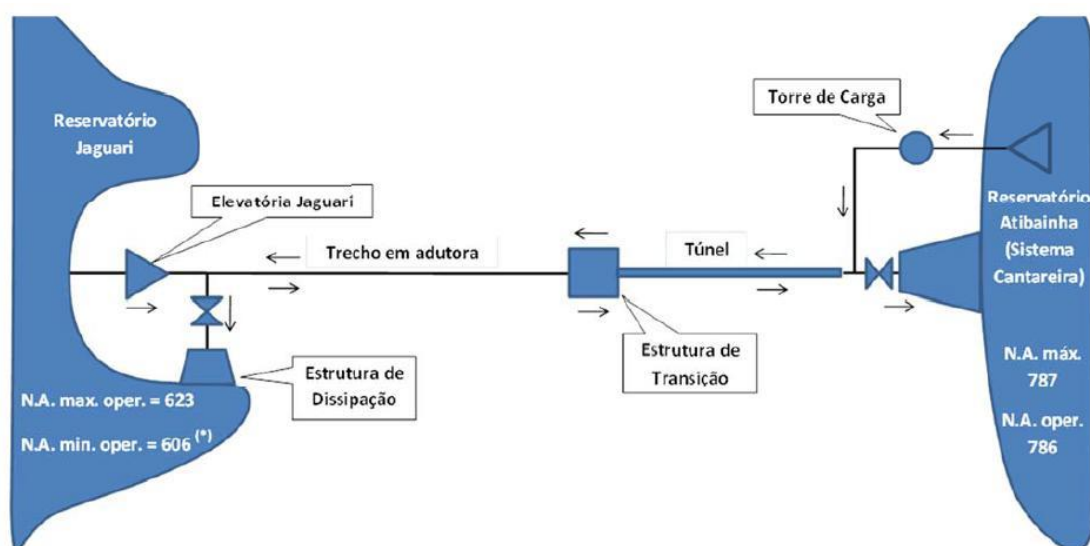 Reservatório
Jaguari
Elevatória Jaguari
Trecho em adutora
Estrutura de
Dissipação
N.A. max. oper. = 623
N.A. min. oper. = 606 (*)
Túnel
Estrutura de
Transição
Torre de Carga
Reservatório
Atibainha
(Sistema
Cantareira)
N.A. máx.
787
N.A. oper.
786